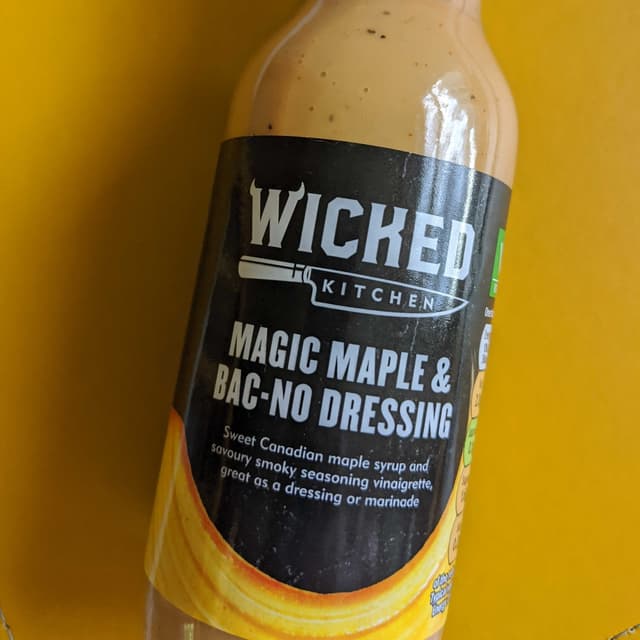 WICKED
KITCHEN
MAGIC MAPLE &
BAC-NO DRESSING
Sweet Canadian maple syrup and
savoury smoky seasoning vinaigrette,
great as a dressing or marinade